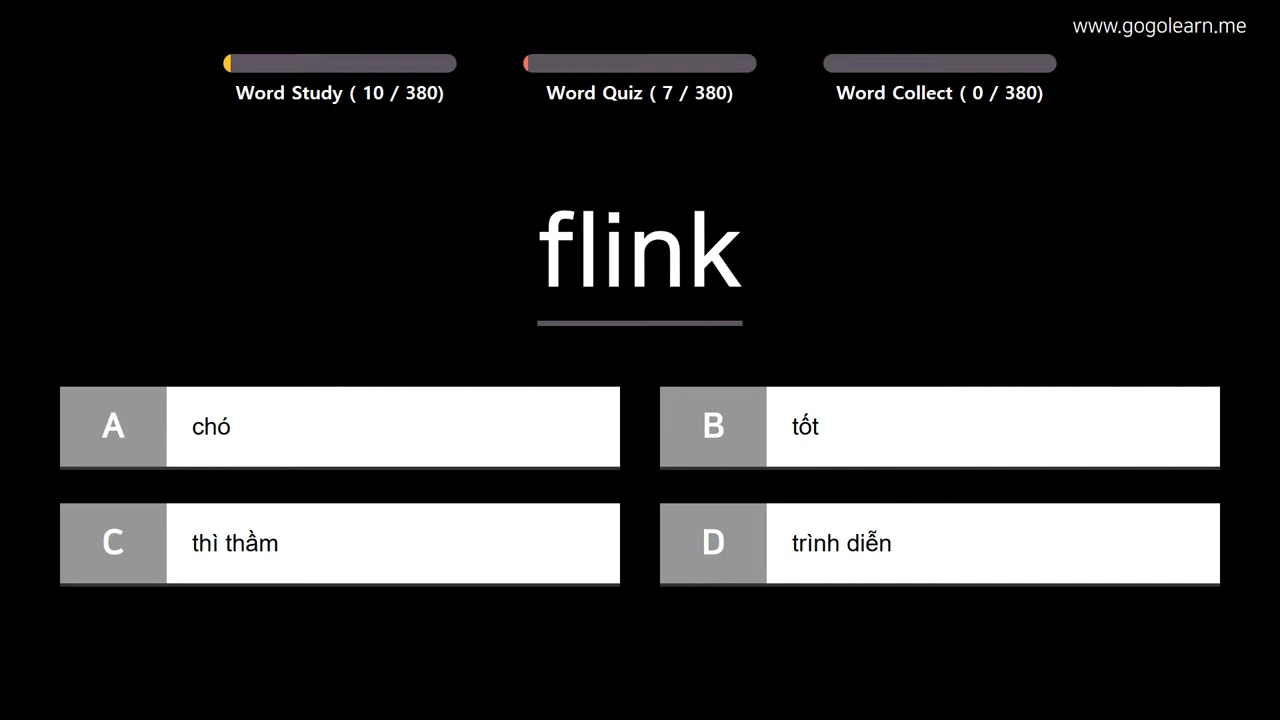 www.gogolearn.me
Word Study ( 10 / 380)
Word Quiz ( 7 / 380)
Word Collect ( 0 / 380)
flink
A chó
B tốt
C thì thầm
D trình diễn